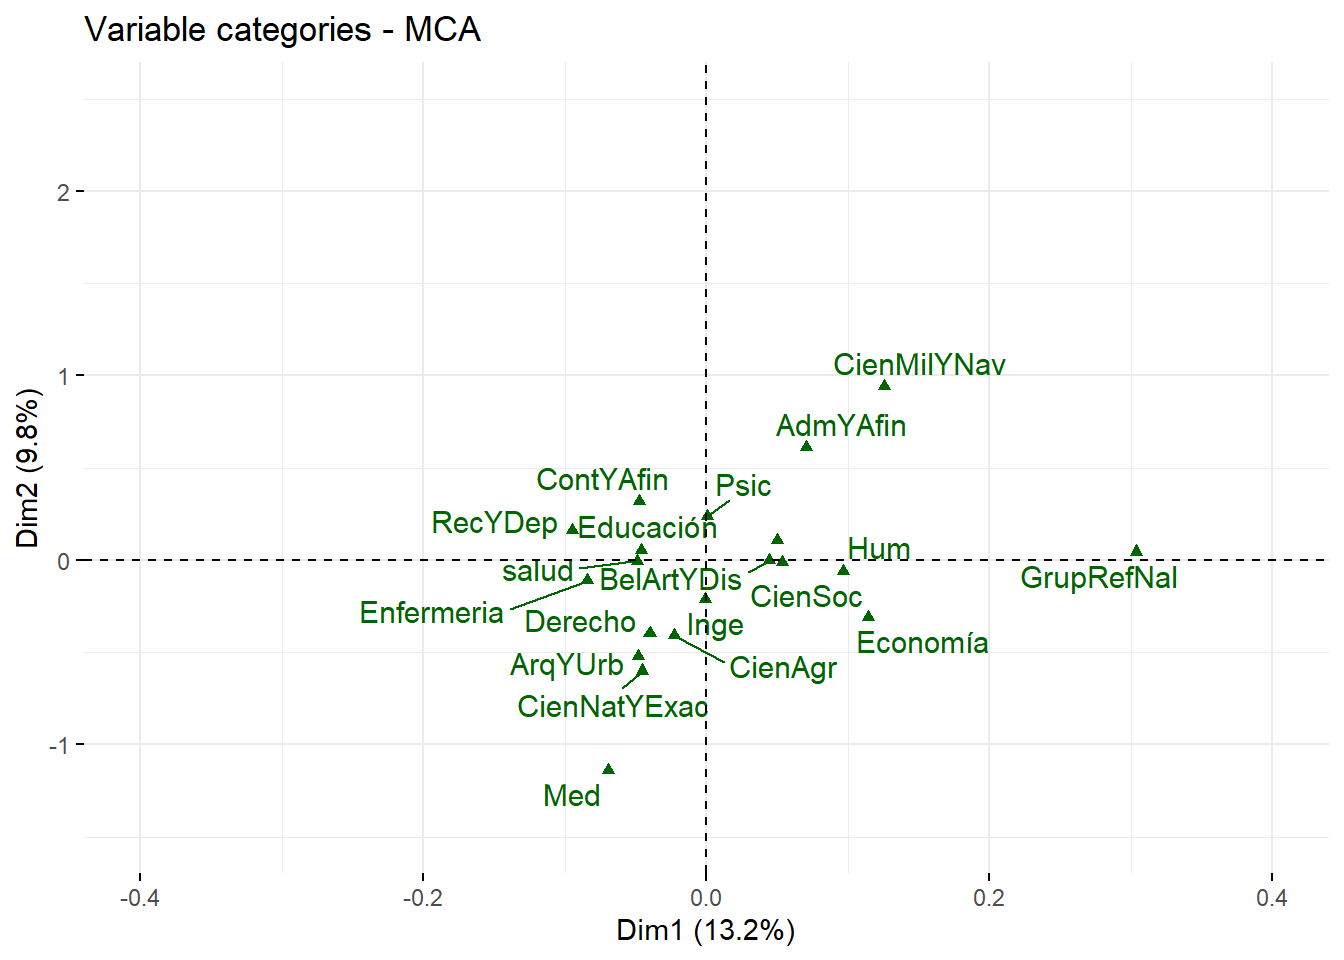 Variable categories - MCA
Dim2 (9.8%)
2
1
0
-1
CienMilYNav
AdmYAfin
ContYAfin
Psic
RecYDep
Educación
Hum
salud
BelArtYDis
GrupRefNal
CienSoc
Enfermeria
Derecho
Inge
Economía
ArqYUrb
CienAgr
CienNatYExac
Med
-0.4
-0.2
0.0
0.2
0.4
Dim1 (13.2%)